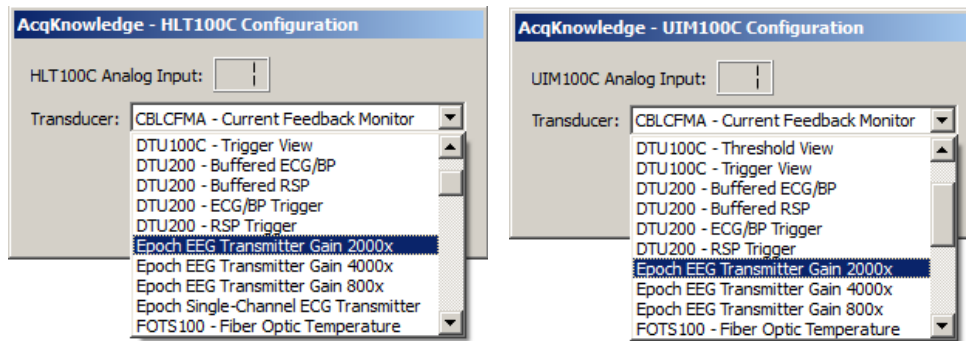 AcqKnowledge - HLT100C Configuration
HLT100C Analog Input: 1
Transducer: CBLCFMA - Current Feedback Monitor
DTU100C - Trigger View
DTU200 - Buffered ECG/BP
DTU200 - Buffered RSP
DTU200 - ECG/BP Trigger
DTU200 - RSP Trigger
Epoch EEG Transmitter Gain 2000x
Epoch EEG Transmitter Gain 4000x
Epoch EEG Transmitter Gain 800x
Epoch Single-Channel ECG Transmitter
FOTS100 - Fiber Optic Temperature
AcqKnowledge - UIM100C Configuration
UIM100C Analog Input: 1
Transducer: CBLCFMA - Current Feedback Monitor
DTU100C - Threshold View
DTU100C - Trigger View
DTU200 - Buffered ECG/BP
DTU200 - Buffered RSP
DTU200 - ECG/BP Trigger
DTU200 - RSP Trigger
Epoch EEG Transmitter Gain 2000x
Epoch EEG Transmitter Gain 4000x
Epoch EEG Transmitter Gain 800x
FOTS100 - Fiber Optic Temperature